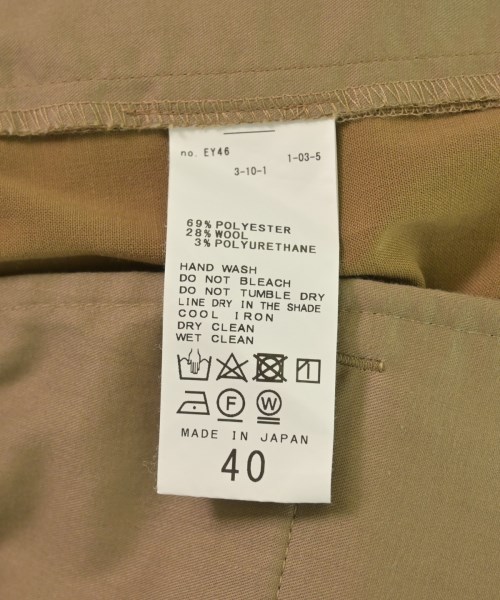 no. EY46 1-03-5
3-10-1
69% POLYESTER
28% WOOL
3% POLYURETHANE
HAND WASH
DO NOT BLEACH
DO NOT TUMBLE DRY
LINE DRY IN THE SHADE
COOL IRON
DRY CLEAN
WET CLEAN
F W
MADE IN JAPAN
40